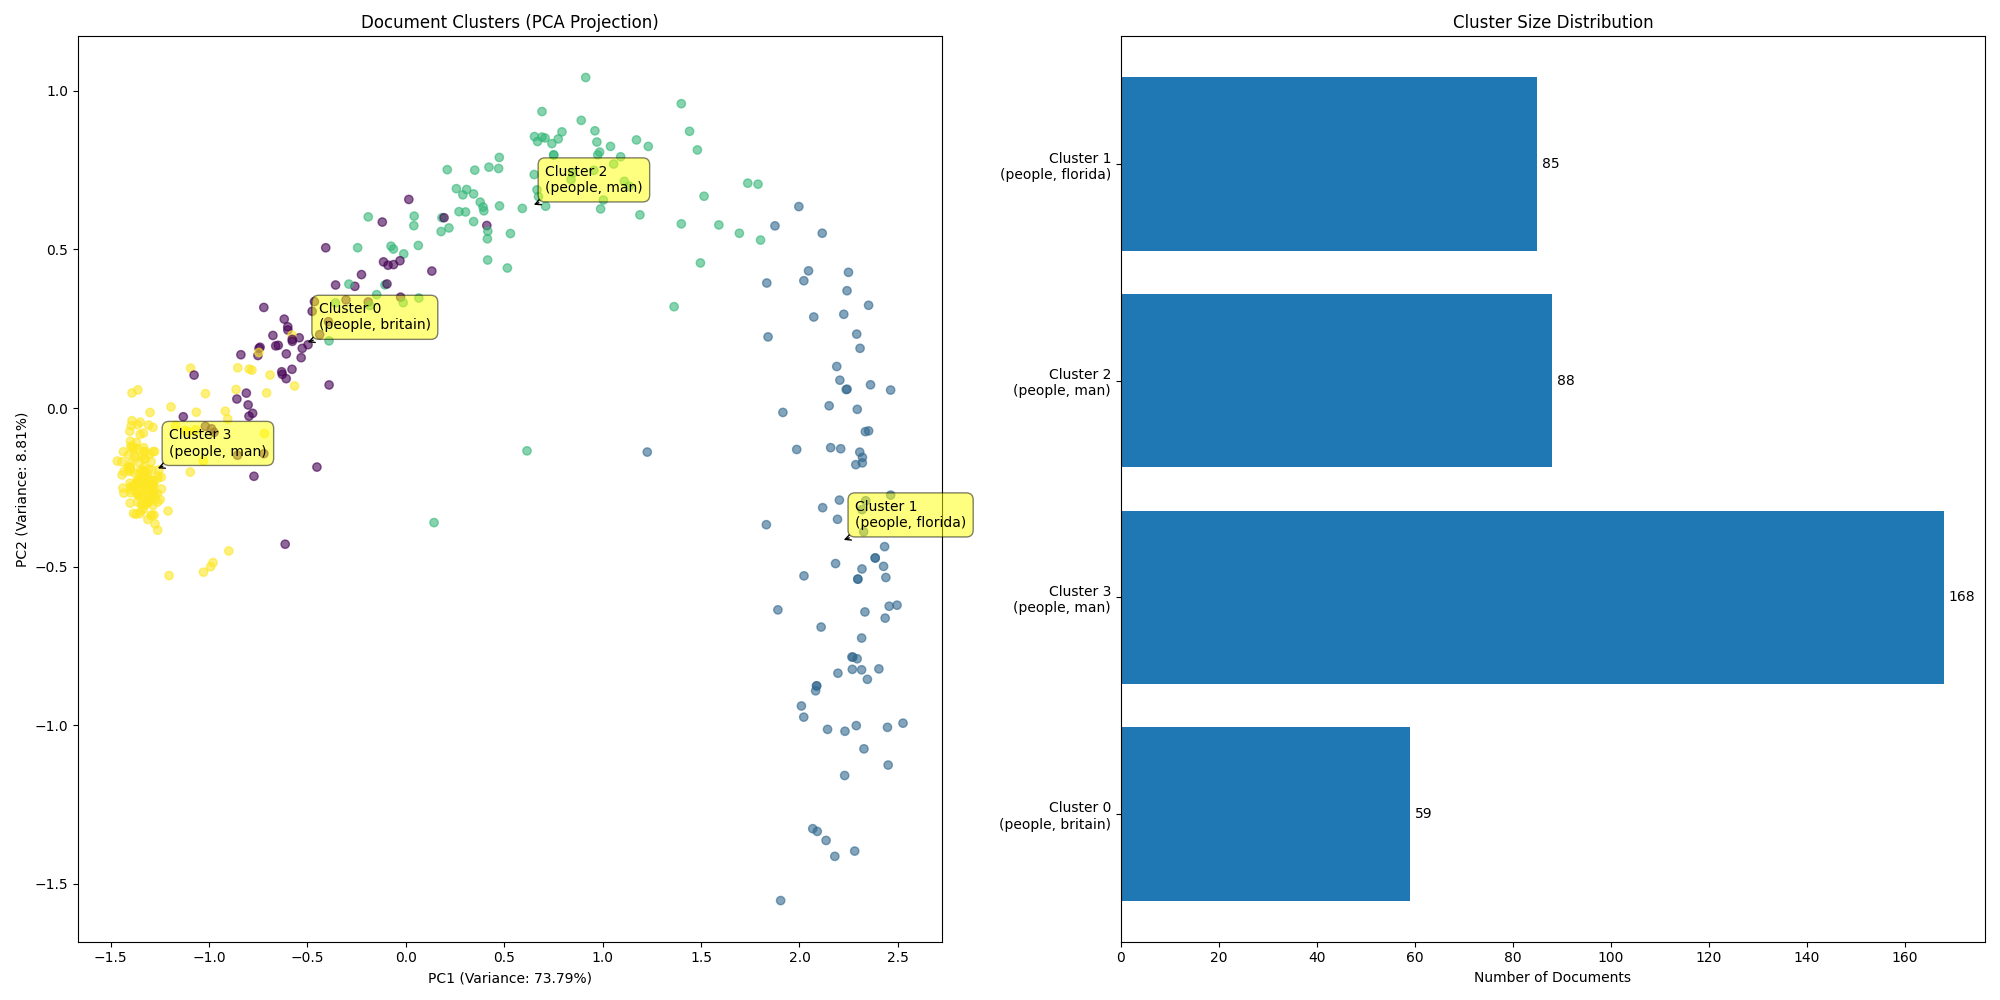 Document Clusters (PCA Projection)
1.0
0.5
0.0
−0.5
−1.0
−1.5
PC2 (Variance: 8.81%)
Cluster 2
(people, man)
Cluster 0
(people, britain)
Cluster 3
(people, man)
Cluster 1
(people, florida)
−1.5 −1.0 −0.5 0.0 0.5 1.0 1.5 2.0 2.5
PC1 (Variance: 73.79%)
Cluster Size Distribution
Cluster 1
(people, florida)
85
Cluster 2
(people, man)
88
Cluster 3
(people, man)
168
Cluster 0
(people, britain)
59
0 20 40 60 80 100 120 140 160
Number of Documents